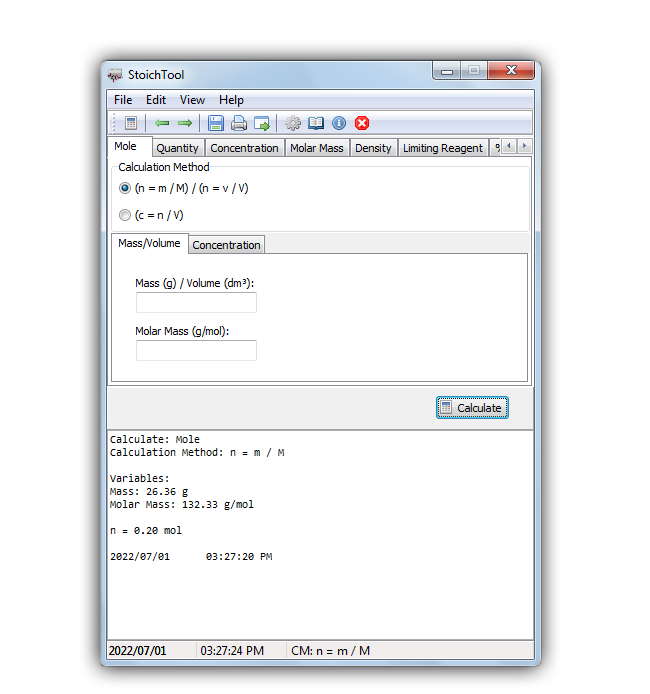 StoichTool
File Edit View Help
Mole Quantity Concentration Molar Mass Density Limiting Reagent
Calculation Method
(n = m / M) / (n = v / V)
(c = n / V)
Mass/Volume Concentration
Mass (g) / Volume (dm³):
Molar Mass (g/mol):
Calculate
Calculate: Mole
Calculation Method: n = m / M
Variables:
Mass: 26.36 g
Molar Mass: 132.33 g/mol
n = 0.20 mol
2022/07/01 03:27:20 PM
2022/07/01 03:27:24 PM CM: n = m / M